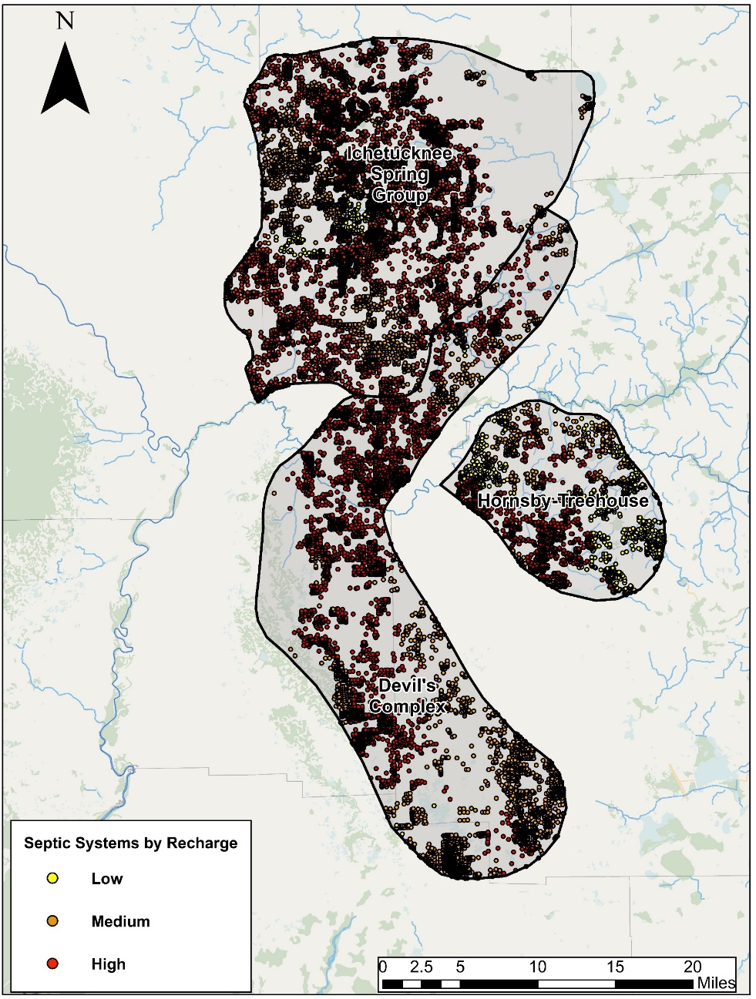 N
Ichetucknee
Spring
Group
Hornsby-Treehouse
Devil's
Complex
Septic Systems by Recharge
Low
Medium
High
0 2.5 5 10 15 20
Miles